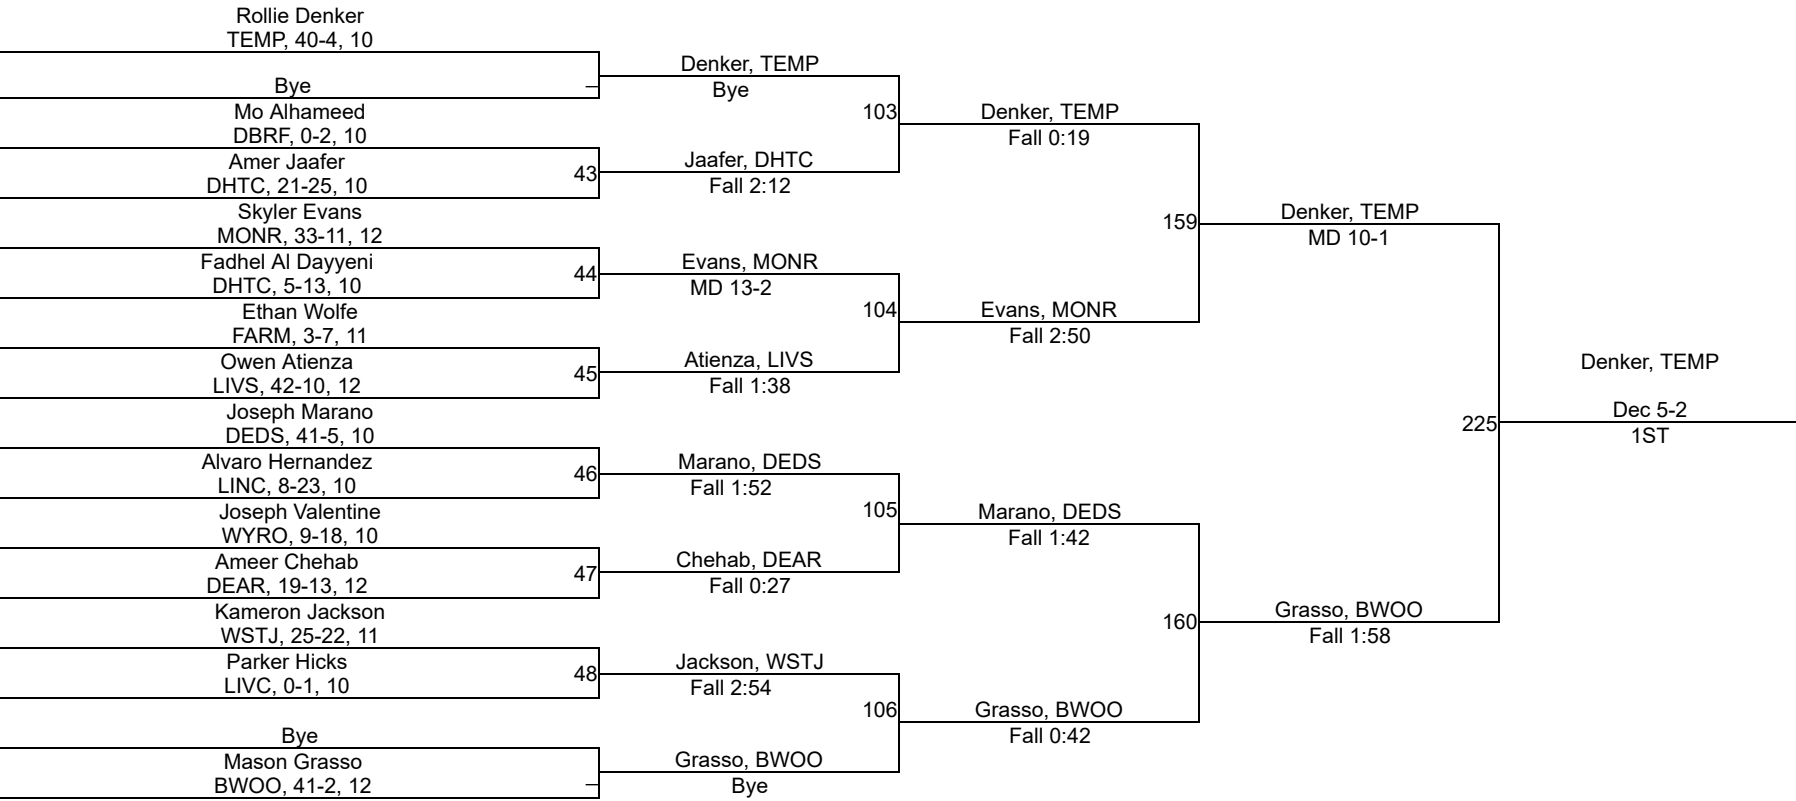 Rollie Denker
TEMP, 40-4, 10
Bye
Mo Alhameed
DBRF, 0-2, 10
Amer Jaafer
DHTC, 21-25, 10
Skyler Evans
MONR, 33-11, 12
Fadhel Al Dayyeni
DHTC, 5-13, 10
Ethan Wolfe
FARM, 3-7, 11
Owen Atienza
LIVS, 42-10, 12
Joseph Marano
DEDS, 41-5, 10
Alvaro Hernandez
LINC, 8-23, 10
Joseph Valentine
WYRO, 9-18, 10
Ameer Chehab
DEAR, 19-13, 12
Kameron Jackson
WSTJ, 25-22, 11
Parker Hicks
LIVC, 0-1, 10
Bye
Mason Grasso
BWOO, 41-2, 12
–
43
44
45
46
47
48
–
Denker, TEMP
Bye
Jaafer, DHTC
Fall 2:12
Evans, MONR
MD 13-2
Atienza, LIVS
Fall 1:38
Marano, DEDS
Fall 1:52
Chehab, DEAR
Fall 0:27
Jackson, WSTJ
Fall 2:54
Grasso, BWOO
Bye
103
104
105
106
Denker, TEMP
Fall 0:19
Evans, MONR
Fall 2:50
Marano, DEDS
Fall 1:42
Grasso, BWOO
Fall 0:42
159
160
Denker, TEMP
MD 10-1
Grasso, BWOO
Fall 1:58
225
Denker, TEMP
Dec 5-2
1ST